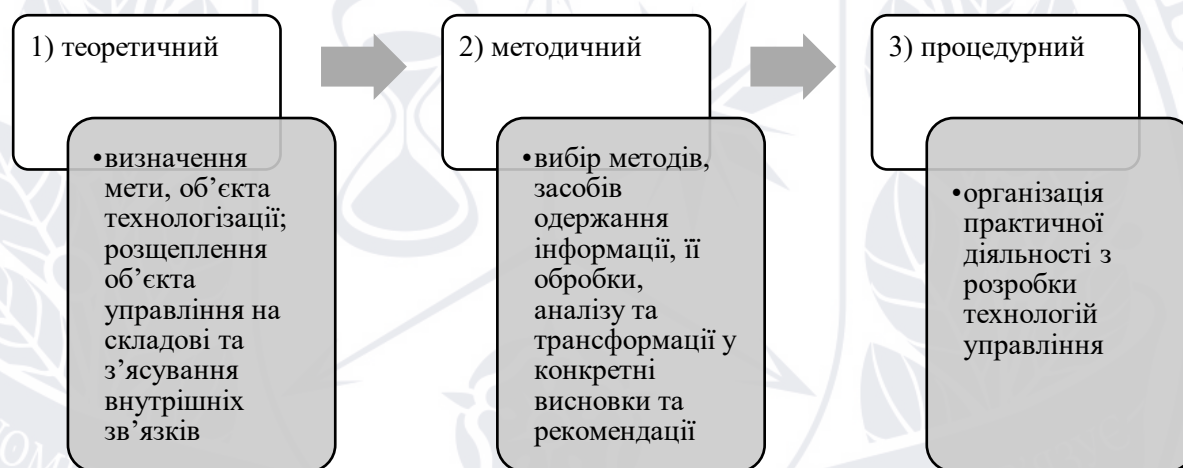 1) теоретичний
•визначення
мети, об’єкта
технологізації;
розщеплення
об’єкта
управління на
складові та
з’ясування
внутрішніх
зв’язків
2) методичний
•вибір методів,
засобів
одержання
інформації, її
обробки,
аналізу та
трансформації у
конкретні
висновки та
рекомендації
3) процедурний
•організація
практичної
діяльності з
розробки
технологій
управління